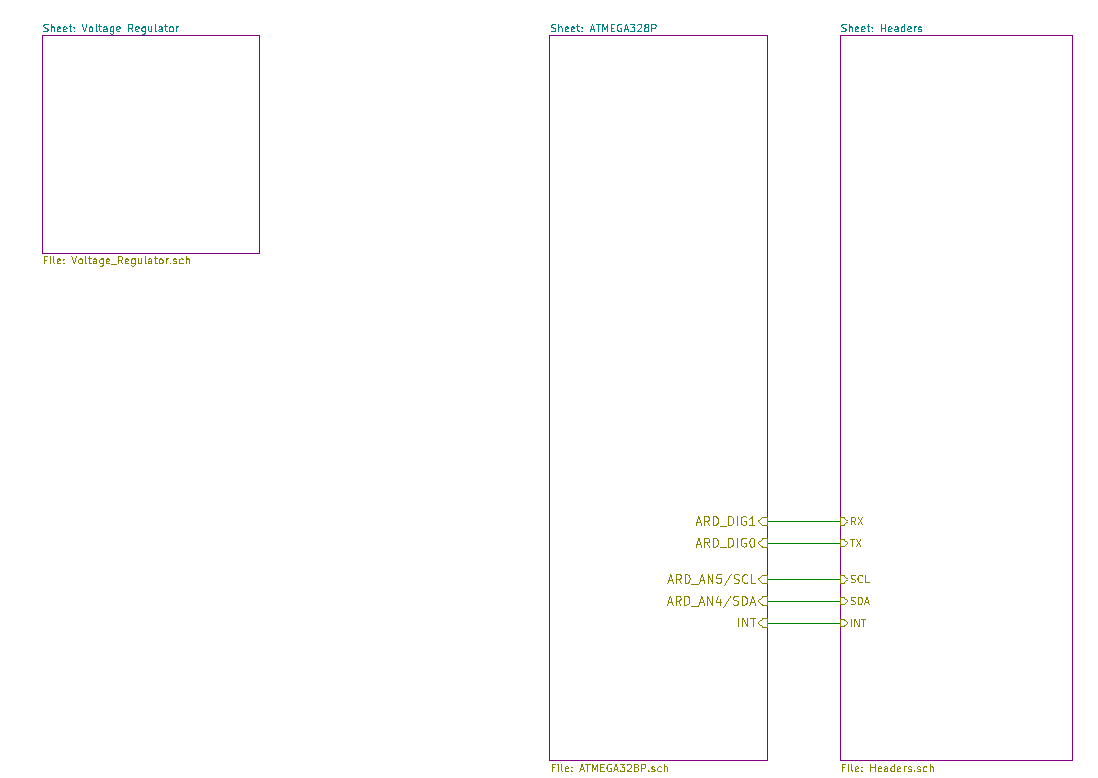 Sheet: Voltage Regulator
File: Voltage_Regulator.sch
Sheet: ATMEGA328P
ARD_DIG1
ARD_DIG0
ARD_AN5/SCL
ARD_AN4/SDA
INT
File: ATMEGA328P.sch
Sheet: Headers
RX
TX
SCL
SDA
INT
File: Headers.sch